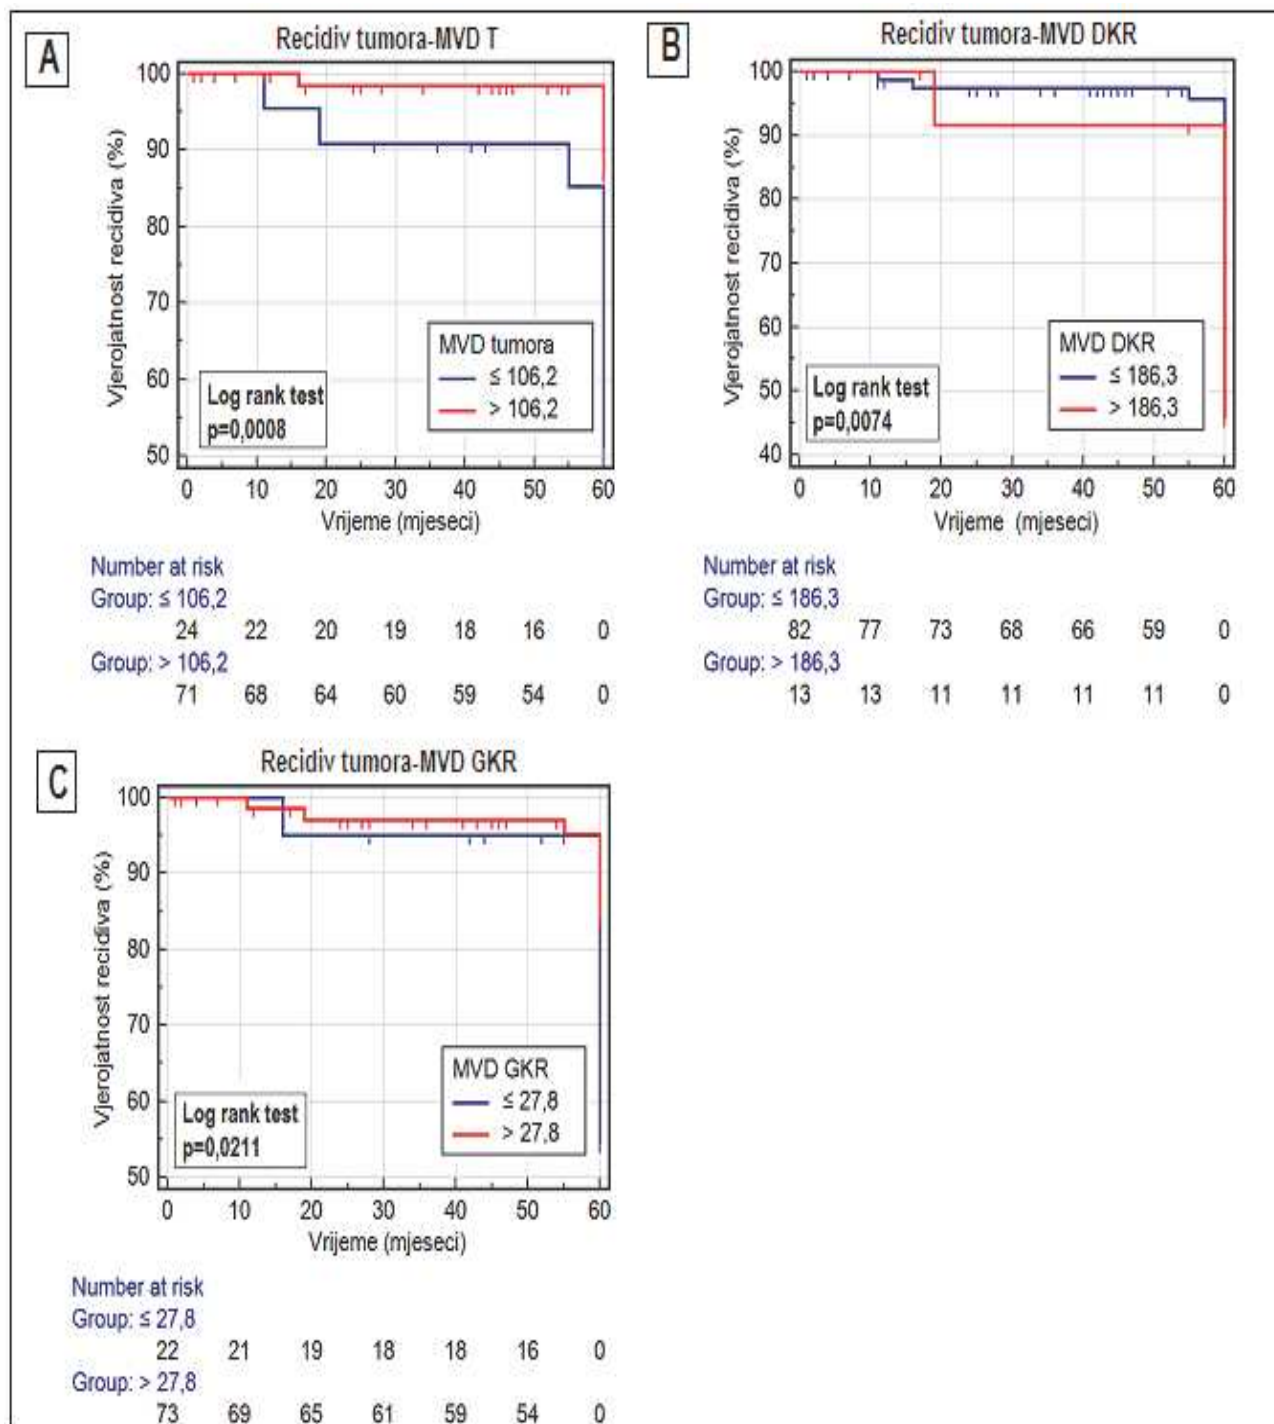 A
Recidiv tumora-MVD T
Vjerojatnost recidiva (%)
100
90
80
70
60
50
MVD tumora
≤ 106,2
> 106,2
Log rank test
p=0,0008
0 10 20 30 40 50 60
Vrijeme (mjeseci)
Number at risk
Group: ≤ 106,2
24 22 20 19 18 16 0
Group: > 106,2
71 68 64 60 59 54 0
B
Recidiv tumora-MVD DKR
Vjerojatnost recidiva (%)
100
90
80
70
60
50
40
MVD DKR
≤ 186,3
> 186,3
Log rank test
p=0,0074
0 10 20 30 40 50 60
Vrijeme (mjeseci)
Number at risk
Group: ≤ 186,3
82 77 73 68 66 59 0
Group: > 186,3
13 13 11 11 11 11 0
C
Recidiv tumora-MVD GKR
Vjerojatnost recidiva (%)
100
90
80
70
60
50
MVD GKR
≤ 27,8
> 27,8
Log rank test
p=0,0211
0 10 20 30 40 50 60
Vrijeme (mjeseci)
Number at risk
Group: ≤ 27,8
22 21 19 18 18 16 0
Group: > 27,8
73 69 65 61 59 54 0